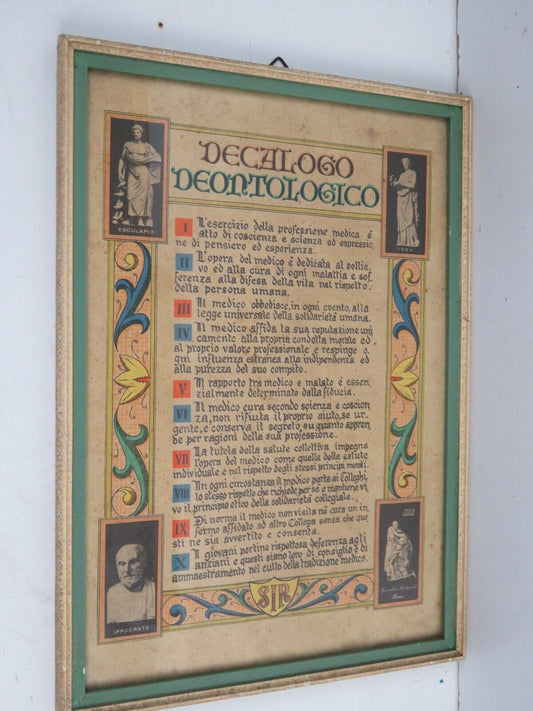 DECALOGO
DEONTOLOGICO
ESCULAPIO
IGEA
I L'esercizio della professione medica é
atto di coscienza e scienza ed espressio,
ne di pensiero ed esperienza.
II L'opera del medico é dedicata al sollie,
vo ed alla cura di ogni malattia e sof,
ferenza alla difesa della vita nel rispetto,
della persona umana.
III Il medico obbedisce, in ogni evento, alla
legge universale della solidarietá umana.
IV Il medico affida la sua reputazione uni
camente alla propria condotta morale ed,
al proprio valore professionale e respinge o,
gni influenza estranea alla indipendenza ed
alla purezza del suo compito.
V Il rapporto tra medico e malato é essen,
zialmente determinato dalla fiducia.
VI Il medico cura secondo scienza e coscien
za, non rifiuta il proprio aiuto, se ur,
gente, e conserva il segreto, su quanto appren
de per ragioni della sua professione.
VII La tutela della salute collettiva impegna
l'opera del medico come quella della salute
individuale e nel rispetto degli stessi principi morali.
VIII In ogni circostanza il medico porta ai Colleghi,
lo stesso rispetto che richiede per sé e mantiene vi,
vo il principio etico della solidarietá collegiale.
IX Di norma il medico non visita né cura un in,
fermo affidato ad altro Collega senza che que,
sti ne sia avvertito e consenta.
X I giovani portino rispettosa deferenza agli
anziani e questi siano loro di consiglio é di
ammaestramento nel culto della tradizione medica.
IPPOCRATE
SIR
Roma